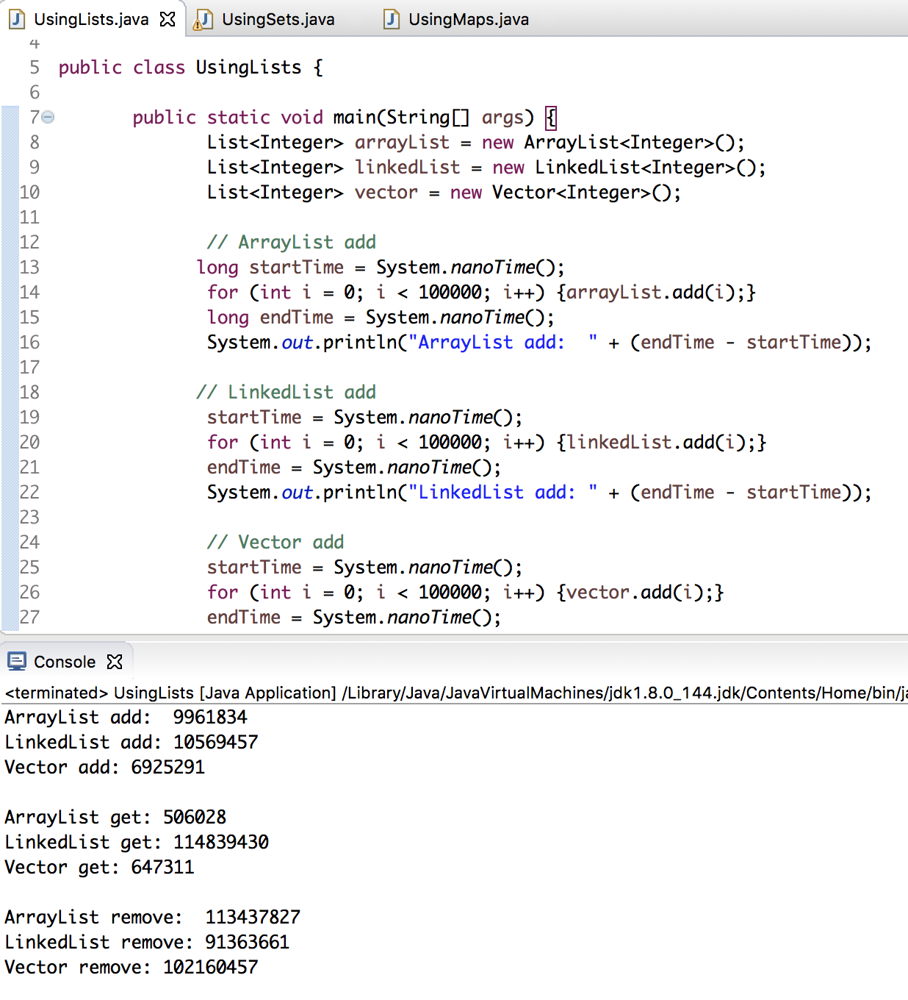 UsingLists.java UsingSets.java UsingMaps.java
4
5 public class UsingLists {
6
7 public static void main(String[] args) {
8 List<Integer> arrayList = new ArrayList<Integer>();
9 List<Integer> linkedList = new LinkedList<Integer>();
10 List<Integer> vector = new Vector<Integer>();
11
12 // ArrayList add
13 long startTime = System.nanoTime();
14 for (int i = 0; i < 100000; i++) {arrayList.add(i);}
15 long endTime = System.nanoTime();
16 System.out.println("ArrayList add:  " + (endTime - startTime));
17
18 // LinkedList add
19 startTime = System.nanoTime();
20 for (int i = 0; i < 100000; i++) {linkedList.add(i);}
21 endTime = System.nanoTime();
22 System.out.println("LinkedList add: " + (endTime - startTime));
23
24 // Vector add
25 startTime = System.nanoTime();
26 for (int i = 0; i < 100000; i++) {vector.add(i);}
27 endTime = System.nanoTime();
Console
<terminated> UsingLists [Java Application] /Library/Java/JavaVirtualMachines/jdk1.8.0_144.jdk/Contents/Home/bin/ja
ArrayList add:  9961834
LinkedList add: 10569457
Vector add: 6925291
ArrayList get: 506028
LinkedList get: 114839430
Vector get: 647311
ArrayList remove:  113437827
LinkedList remove: 91363661
Vector remove: 102160457